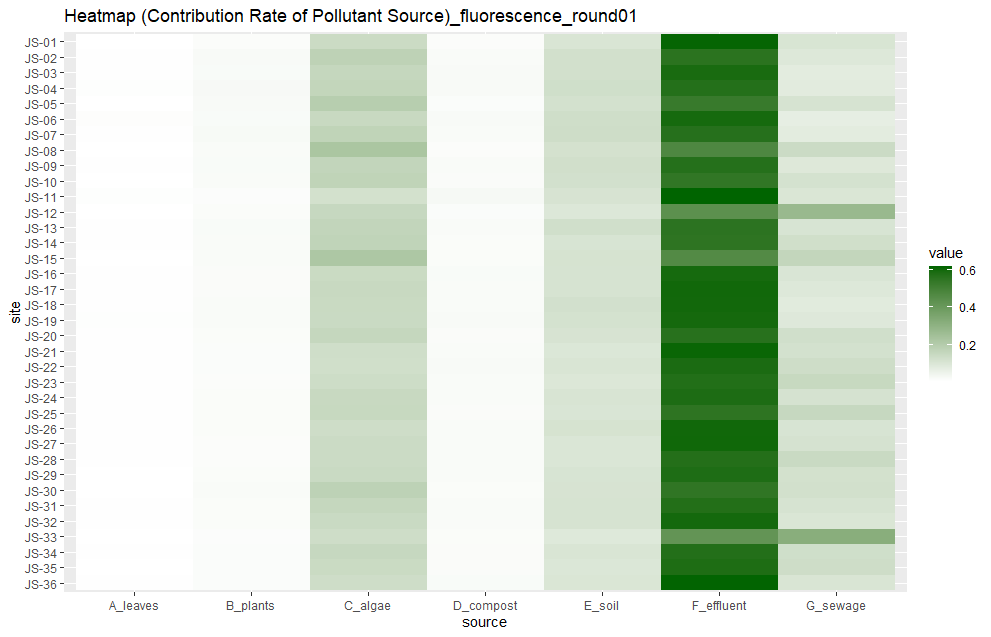 Heatmap (Contribution Rate of Pollutant Source)_fluorescence_round01
JS-01
JS-02
JS-03
JS-04
JS-05
JS-06
JS-07
JS-08
JS-09
JS-10
JS-11
JS-12
JS-13
JS-14
JS-15
JS-16
JS-17
JS-18
JS-19
JS-20
JS-21
JS-22
JS-23
JS-24
JS-25
JS-26
JS-27
JS-28
JS-29
JS-30
JS-31
JS-32
JS-33
JS-34
JS-35
JS-36
site
A_leaves
B_plants
C_algae
D_compost
E_soil
F_effluent
G_sewage
source
value
0.6
0.4
0.2